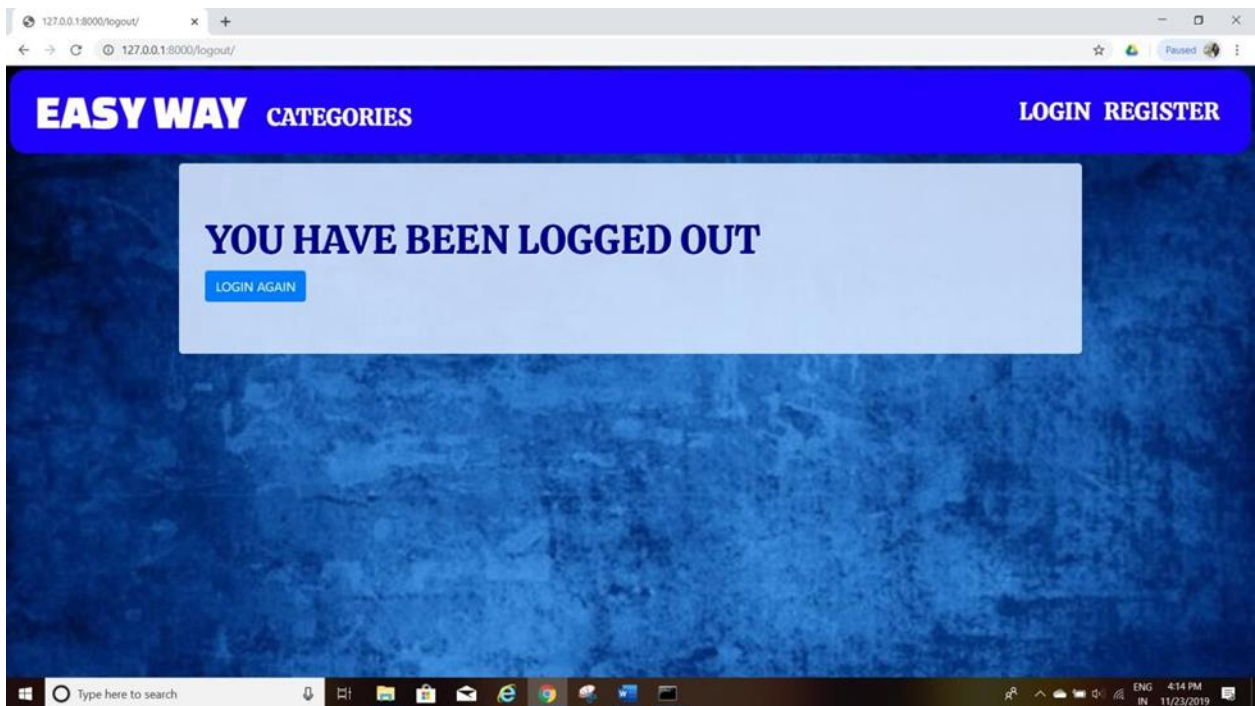 127.0.0.1:8000/logout/
127.0.0.1:8000/logout/
Paused
EASY WAY CATEGORIES LOGIN REGISTER
YOU HAVE BEEN LOGGED OUT
LOGIN AGAIN
Type here to search
ENG 4:14 PM
IN 11/23/2019